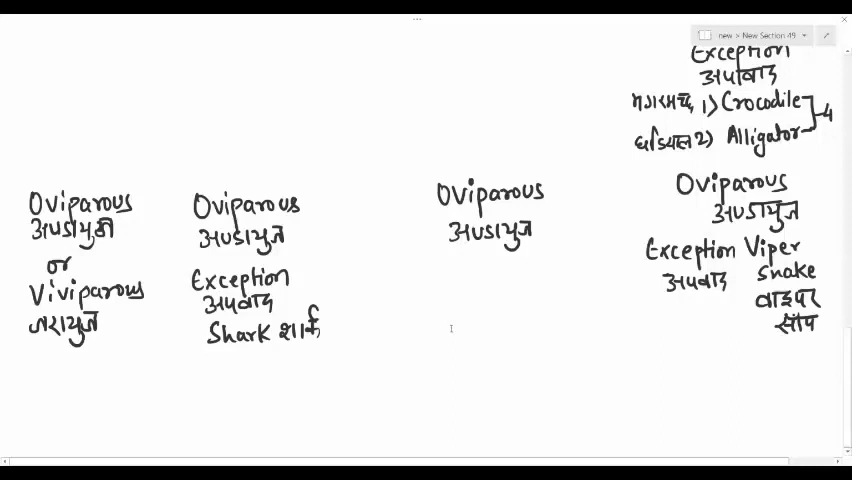 new > New Section 49
Exception
अपवाद
मगरमच्छ 1) Crocodile
घड़ियाल 2) Alligator
4
Oviparous
अण्डायुजी
or
Viviparous
जरायुज
Oviparous
अण्डायुज
Exception
अपवाद
Shark शार्क
Oviparous
अण्डायुज
Oviparous
अण्डायुज
Exception Viper
अपवाद Snake
वाइपर
साँप